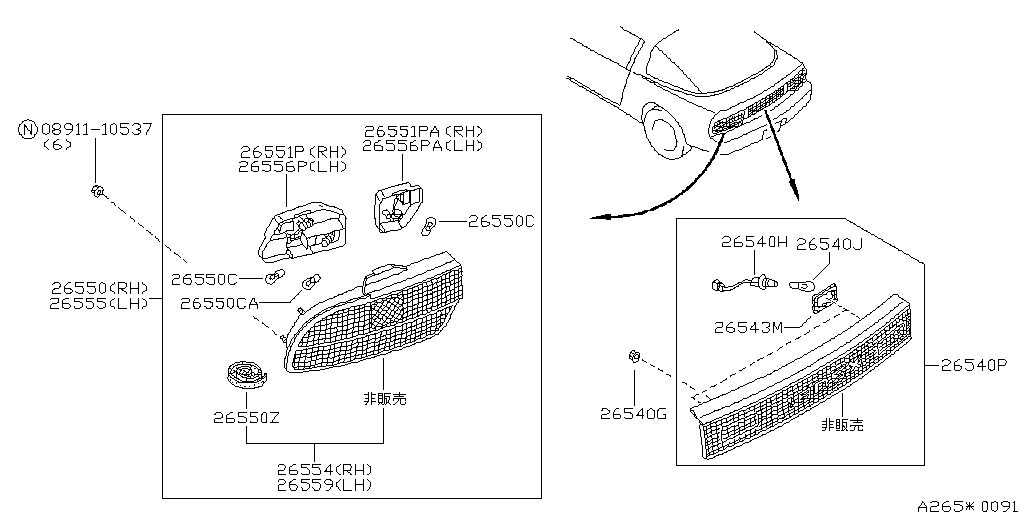 Ⓝ08911-10537
(6)
26551P(RH)
26556P(LH)
26551PA(RH)
26556PA(LH)
26550C
26550C
26550CA
26550(RH)
26555(LH)
26550Z
非販売
26554(RH)
26559(LH)
26540H
26540J
26543M
26540P
26540G
非販売
A265* 0091